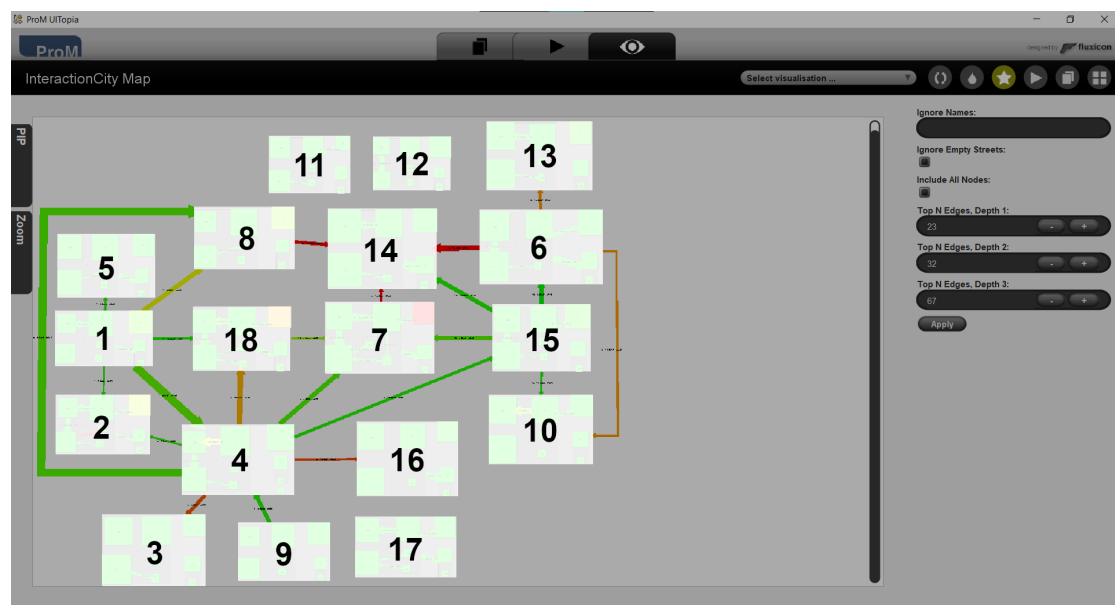 ProM UITopia
ProM
designed by fluxicon
InteractionCity Map
Select visualisation ...
PIP
Zoom
Ignore Names:
Ignore Empty Streets:
Include All Nodes:
Top N Edges, Depth 1:
23
- +
Top N Edges, Depth 2:
32
- +
Top N Edges, Depth 3:
67
- +
Apply
11
12
13
8
14
6
5
1
18
7
15
2
4
16
10
3
9
17